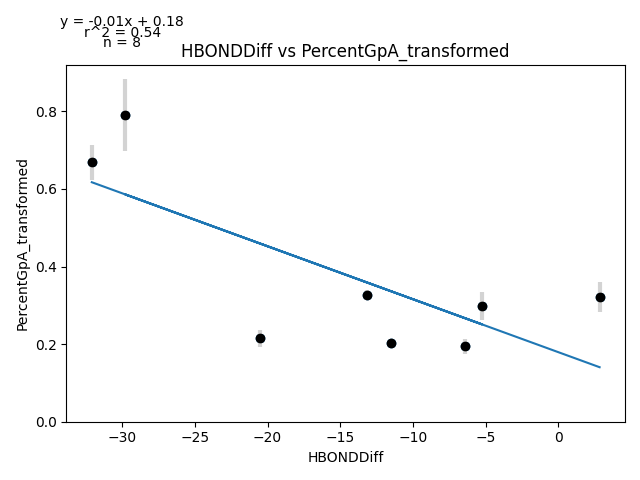 y = -0.01x + 0.18
r^2 = 0.54
n = 8
HBONDDiff vs PercentGpA_transformed
PercentGpA_transformed
0.8
0.6
0.4
0.2
0.0
−30
−25
−20
−15
−10
−5
0
HBONDDiff